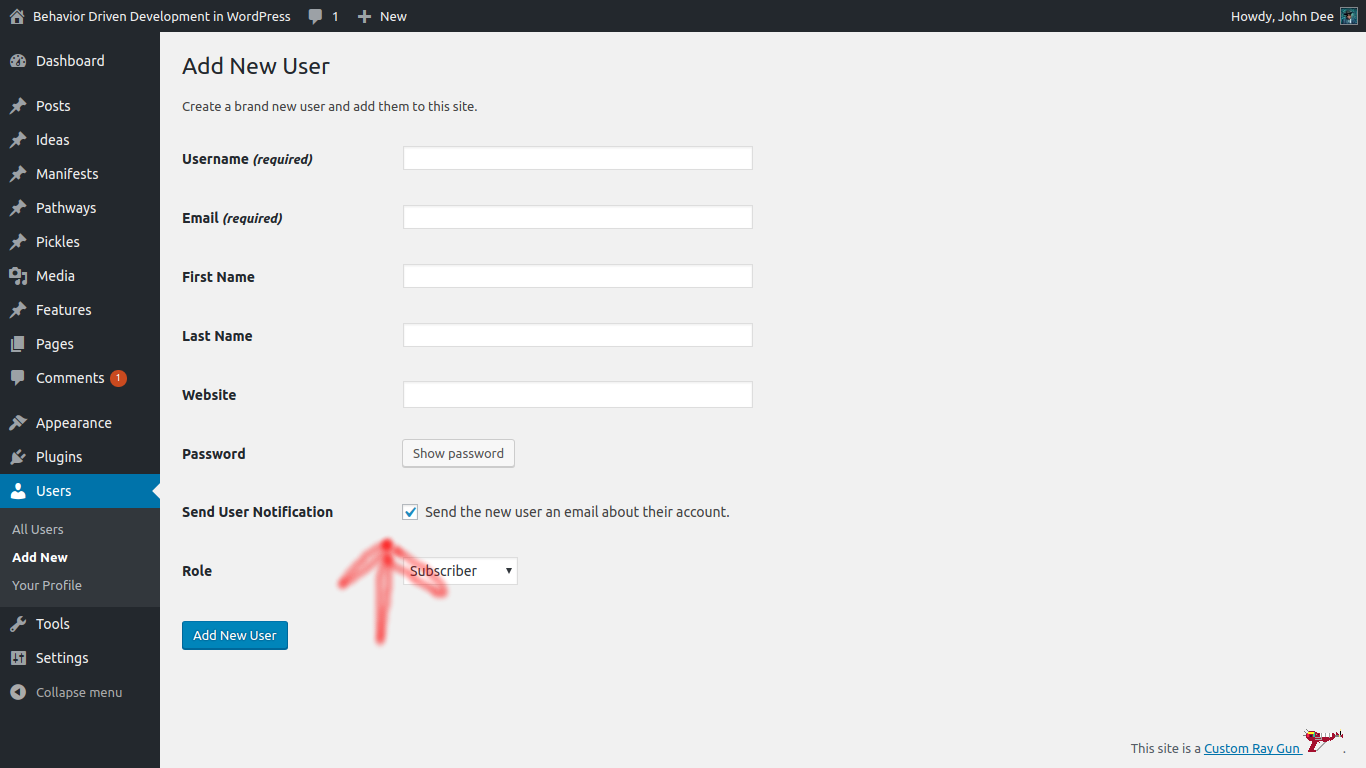 Behavior Driven Development in WordPress 1 New Howdy, John Dee
Dashboard
Posts
Ideas
Manifests
Pathways
Pickles
Media
Features
Pages
Comments 1
Appearance
Plugins
Users
All Users
Add New
Your Profile
Tools
Settings
Collapse menu
Add New User
Create a brand new user and add them to this site.
Username (required)
Email (required)
First Name
Last Name
Website
Password Show password
Send User Notification Send the new user an email about their account.
Role Subscriber
Add New User
This site is a Custom Ray Gun .